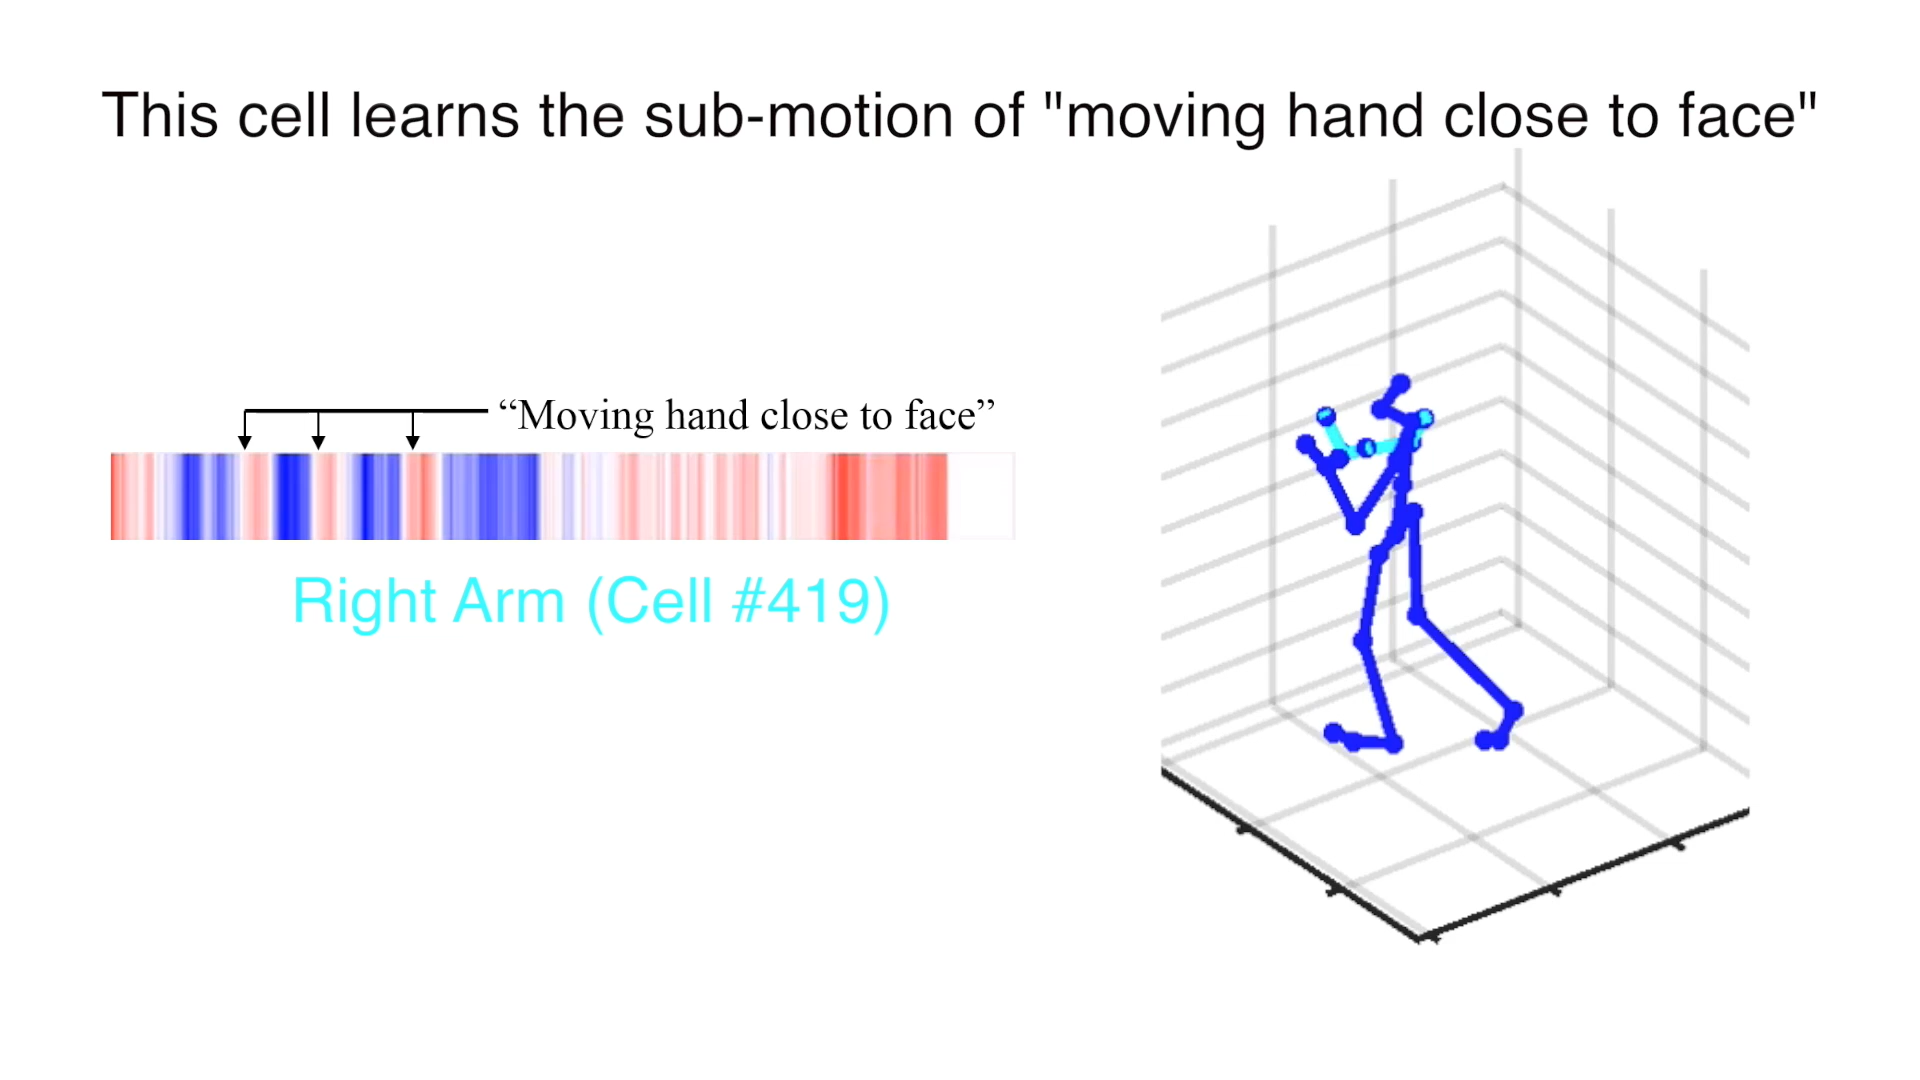 This cell learns the sub-motion of "moving hand close to face"
“Moving hand close to face”
Right Arm (Cell #419)